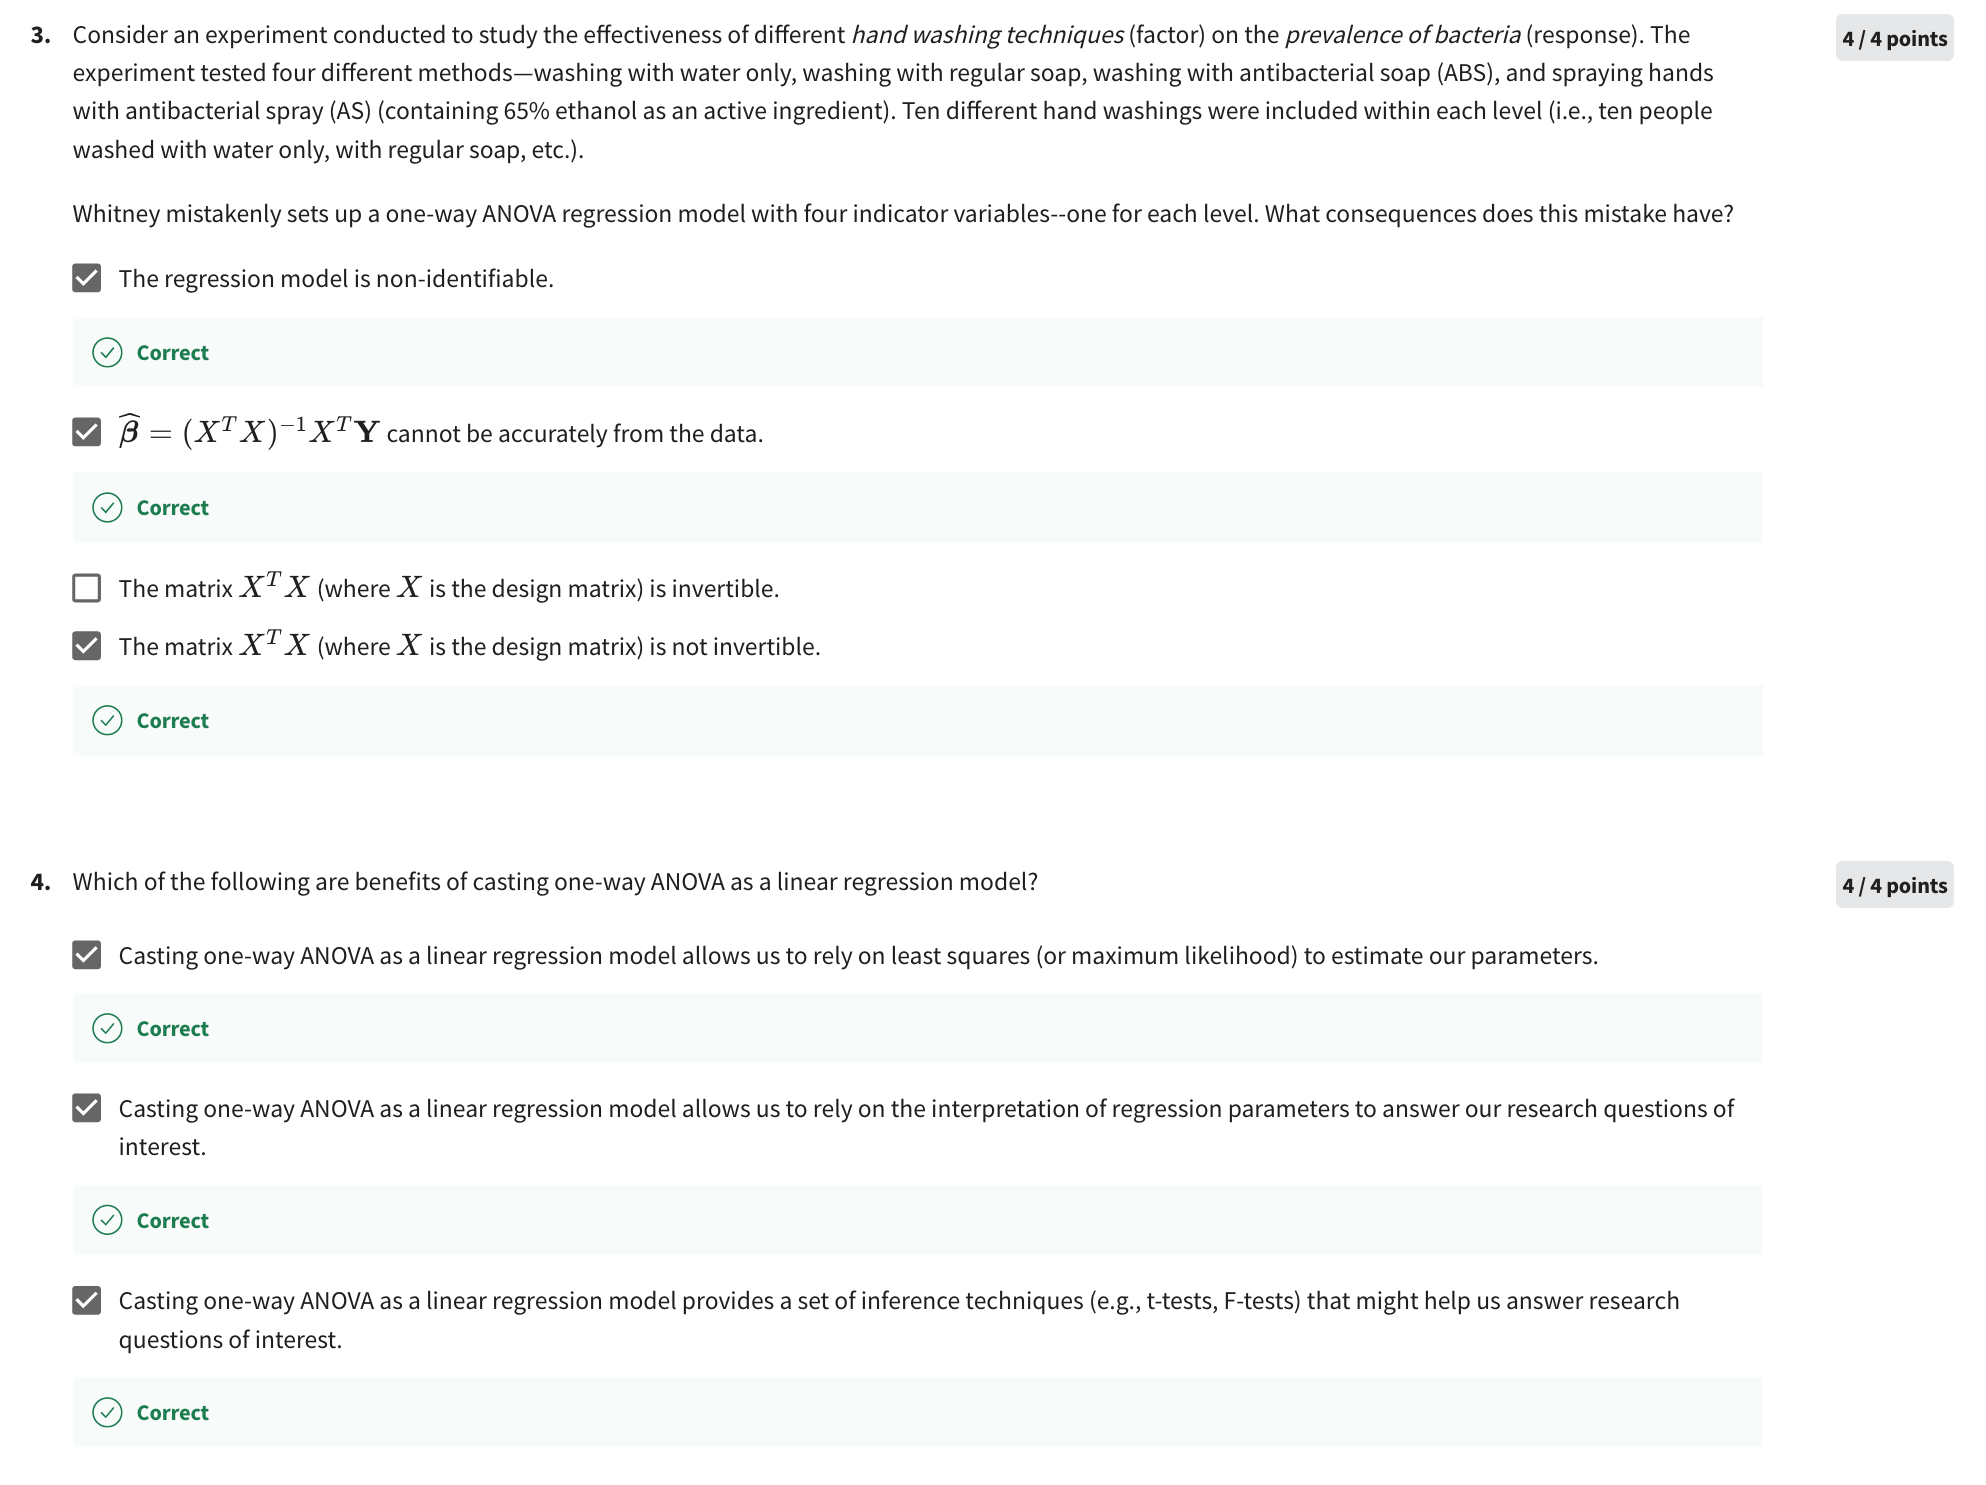 3. Consider an experiment conducted to study the effectiveness of different hand washing techniques (factor) on the prevalence of bacteria (response). The
4 / 4 points
experiment tested four different methods—washing with water only, washing with regular soap, washing with antibacterial soap (ABS), and spraying hands
with antibacterial spray (AS) (containing 65% ethanol as an active ingredient). Ten different hand washings were included within each level (i.e., ten people
washed with water only, with regular soap, etc.).
Whitney mistakenly sets up a one-way ANOVA regression model with four indicator variables--one for each level. What consequences does this mistake have?
The regression model is non-identifiable.
Correct
$\widehat{\boldsymbol{\beta}} = (X^T X)^{-1} X^T \mathbf{Y}$ cannot be accurately from the data.
Correct
The matrix $X^T X$ (where $X$ is the design matrix) is invertible.
The matrix $X^T X$ (where $X$ is the design matrix) is not invertible.
Correct
4. Which of the following are benefits of casting one-way ANOVA as a linear regression model?
4 / 4 points
Casting one-way ANOVA as a linear regression model allows us to rely on least squares (or maximum likelihood) to estimate our parameters.
Correct
Casting one-way ANOVA as a linear regression model allows us to rely on the interpretation of regression parameters to answer our research questions of
interest.
Correct
Casting one-way ANOVA as a linear regression model provides a set of inference techniques (e.g., t-tests, F-tests) that might help us answer research
questions of interest.
Correct